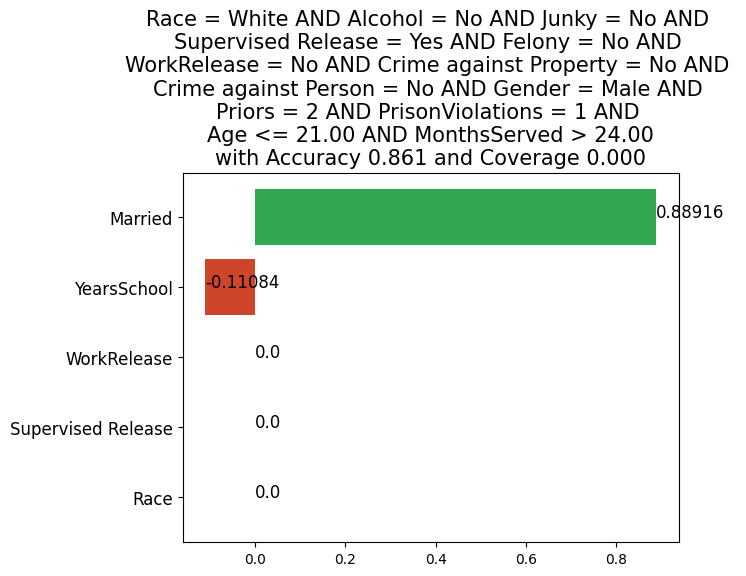 Race = White AND Alcohol = No AND Junky = No AND
Supervised Release = Yes AND Felony = No AND
WorkRelease = No AND Crime against Property = No AND
Crime against Person = No AND Gender = Male AND
Priors = 2 AND PrisonViolations = 1 AND
Age <= 21.00 AND MonthsServed > 24.00
with Accuracy 0.861 and Coverage 0.000
Married 0.88916
YearsSchool -0.11084
WorkRelease 0.0
Supervised Release 0.0
Race 0.0
0.0 0.2 0.4 0.6 0.8